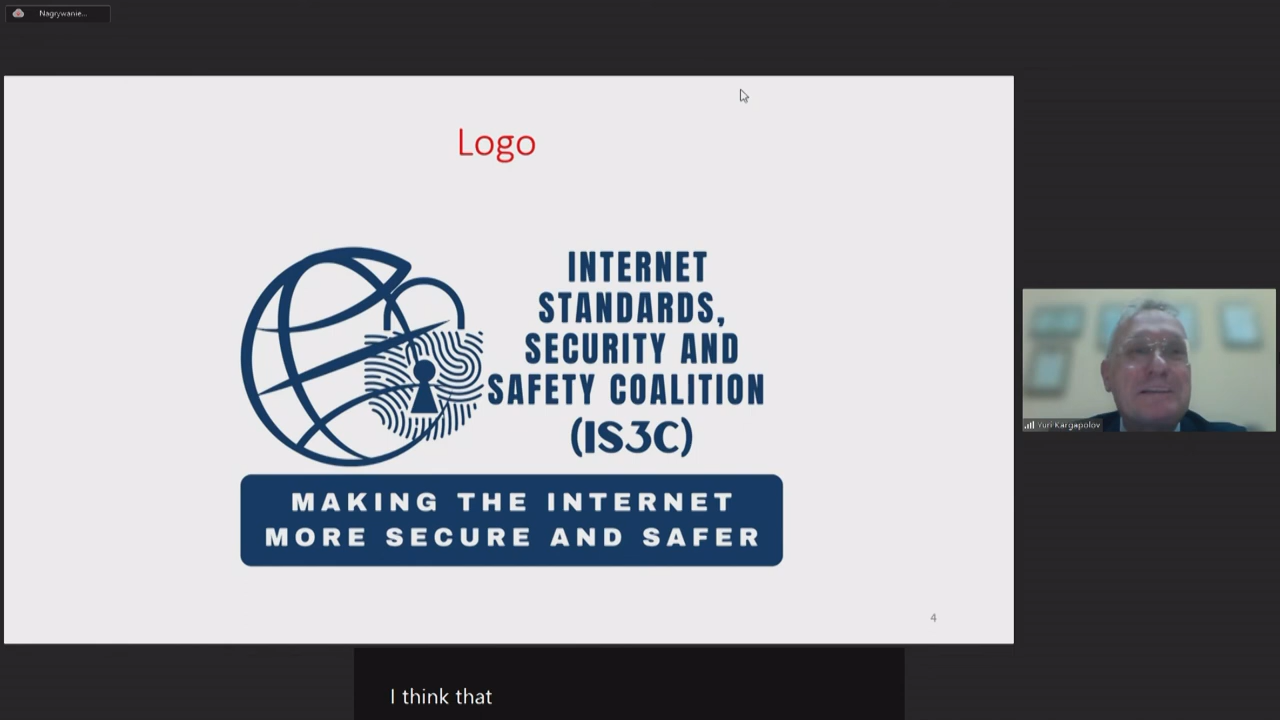 Nagrywanie...
Logo
INTERNET
STANDARDS,
SECURITY AND
SAFETY COALITION
(IS3C)
MAKING THE INTERNET
MORE SECURE AND SAFER
4
Yuri Kargapolov
I think that